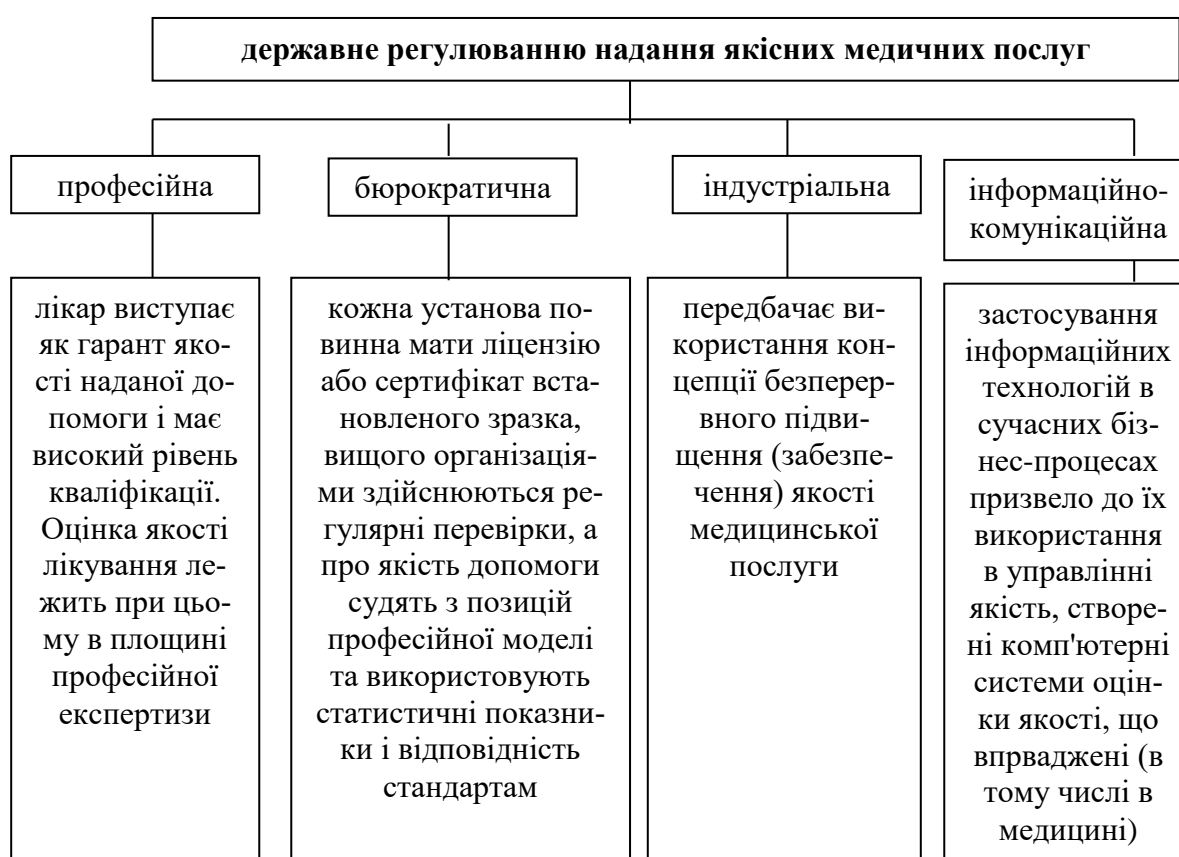 державне регулюванню надання якісних медичних послуг
професійна
бюрократична
індустріальна
інформаційно-
комунікаційна
лікар виступає
як гарант яко-
сті наданої до-
помоги і має
високий рівень
кваліфікації.
Оцінка якості
лікування ле-
жить при цьо-
му в площині
професійної
експертизи
кожна установа по-
винна мати ліцензію
або сертифікат вста-
новленого зразка,
вищого організація-
ми здійснюються ре-
гулярні перевірки, а
про якість допомоги
судять з позицій
професійної моделі
та використовують
статистичні показни-
ки і відповідність
стандартам
передбачає ви-
користання кон-
цепції безперер-
вного підви-
щення (забезпе-
чення) якості
медицинської
послуги
застосування
інформаційних
технологій в
сучасних біз-
нес-процесах
призвело до їх
використання
в управлінні
якість, створе-
ні комп'ютерні
системи оцін-
ки якості, що
впрваджені (в
тому числі в
медицині)